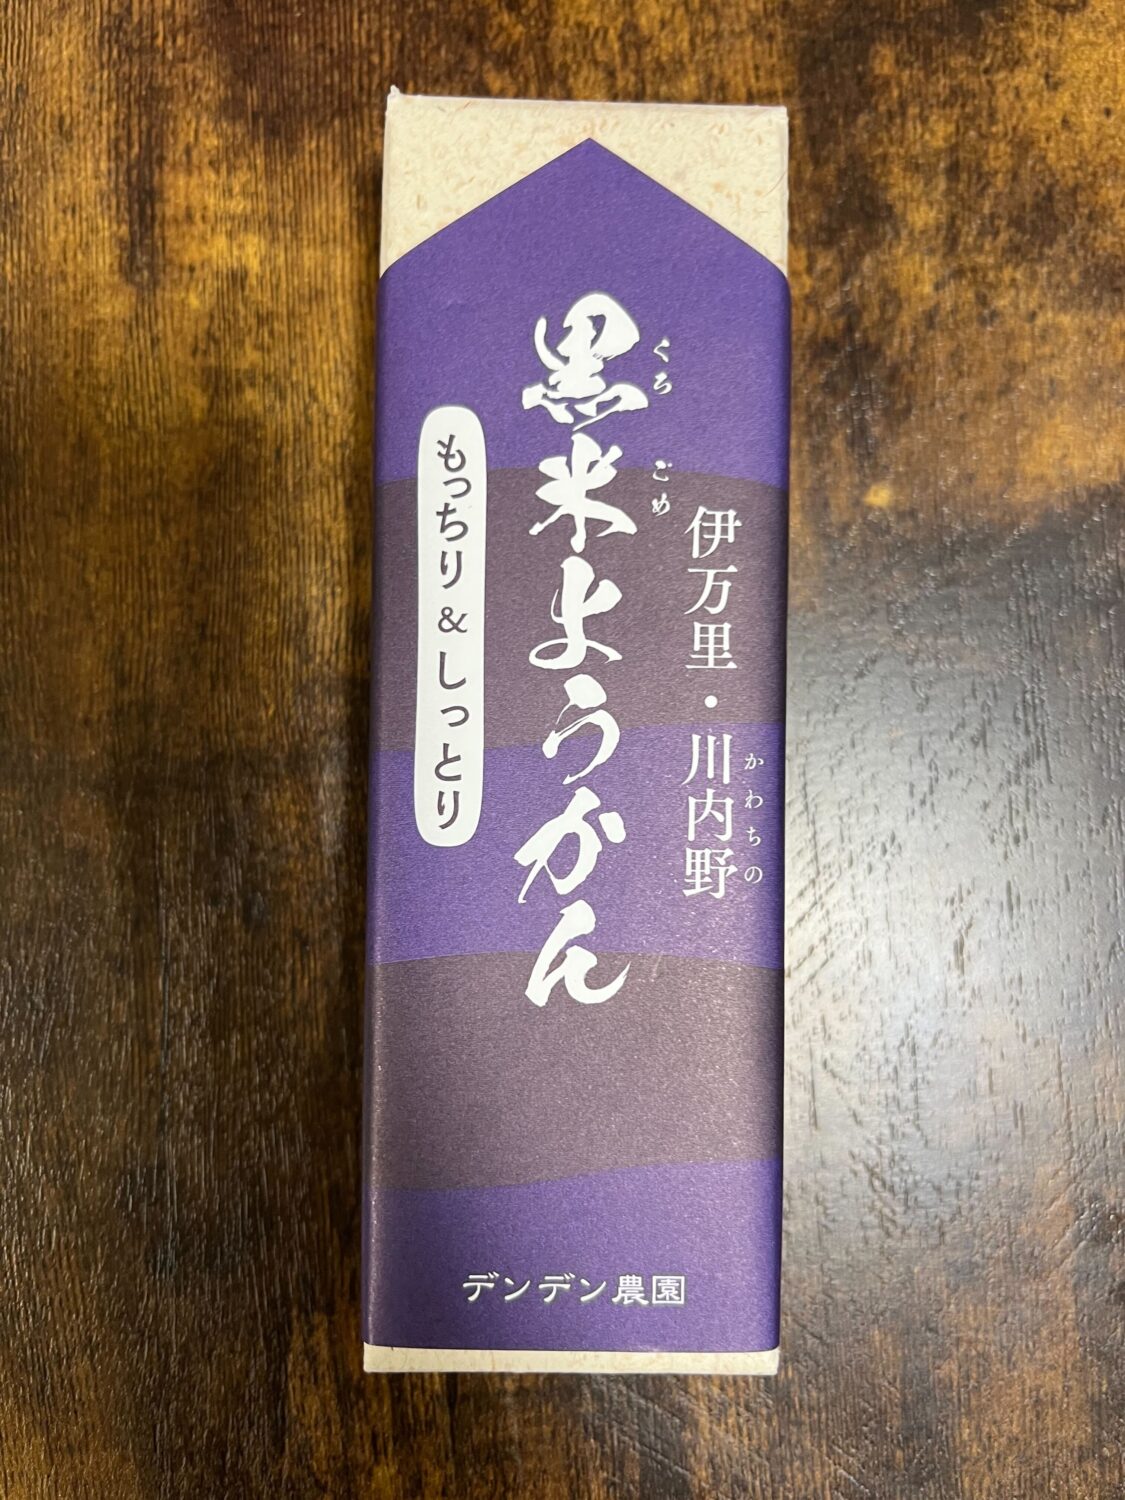 伊万里・川内野
かわちの
黒米ようかん
くろ ごめ
もっちり＆しっとり
デンデン農園